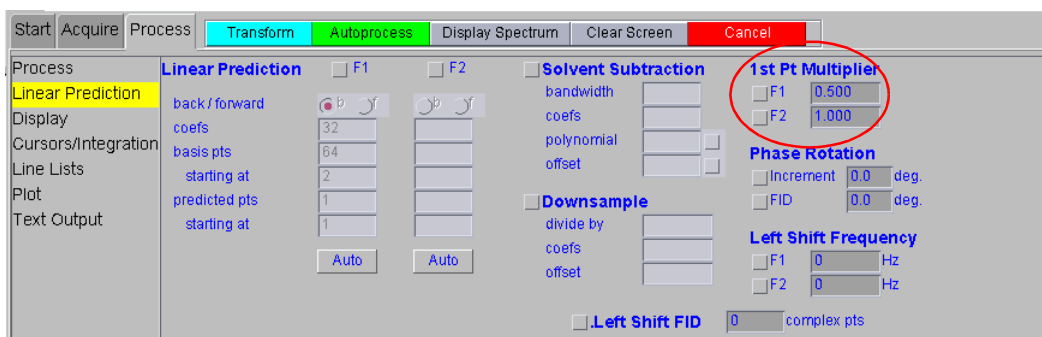 Start Acquire Process Transform Autoprocess Display Spectrum Clear Screen Cancel
Process
Linear Prediction
Display
Cursors/Integration
Line Lists
Plot
Text Output
Linear Prediction F1 F2
back / forward b f b f
coefs 32
basis pts 64
starting at 2
predicted pts 1
starting at 1
Auto Auto
Solvent Subtraction
bandwidth
coefs
polynomial
offset
Downsample
divide by
coefs
offset
1st Pt Multiplier
F1 0.500
F2 1.000
Phase Rotation
Increment 0.0 deg.
FID 0.0 deg.
Left Shift Frequency
F1 0 Hz
F2 0 Hz
.Left Shift FID 0 complex pts